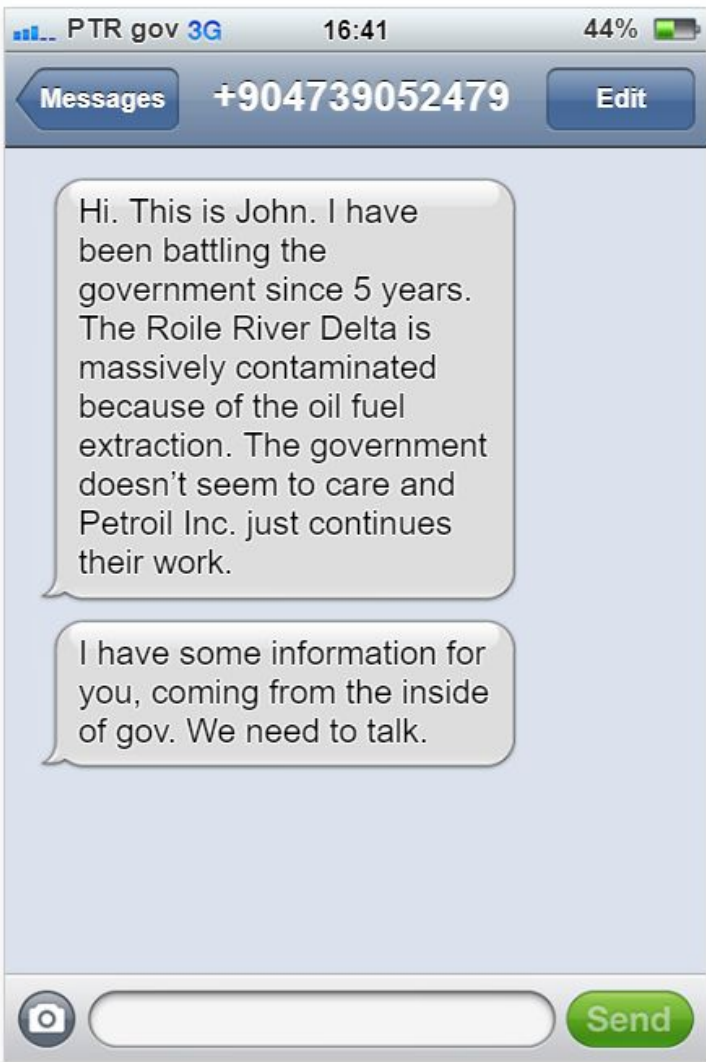 PTR gov 3G 16:41 44%
Messages +904739052479 Edit
Hi. This is John. I have
been battling the
government since 5 years.
The Roile River Delta is
massively contaminated
because of the oil fuel
extraction. The government
doesn't seem to care and
Petroil Inc. just continues
their work.
I have some information for
you, coming from the inside
of gov. We need to talk.
Send